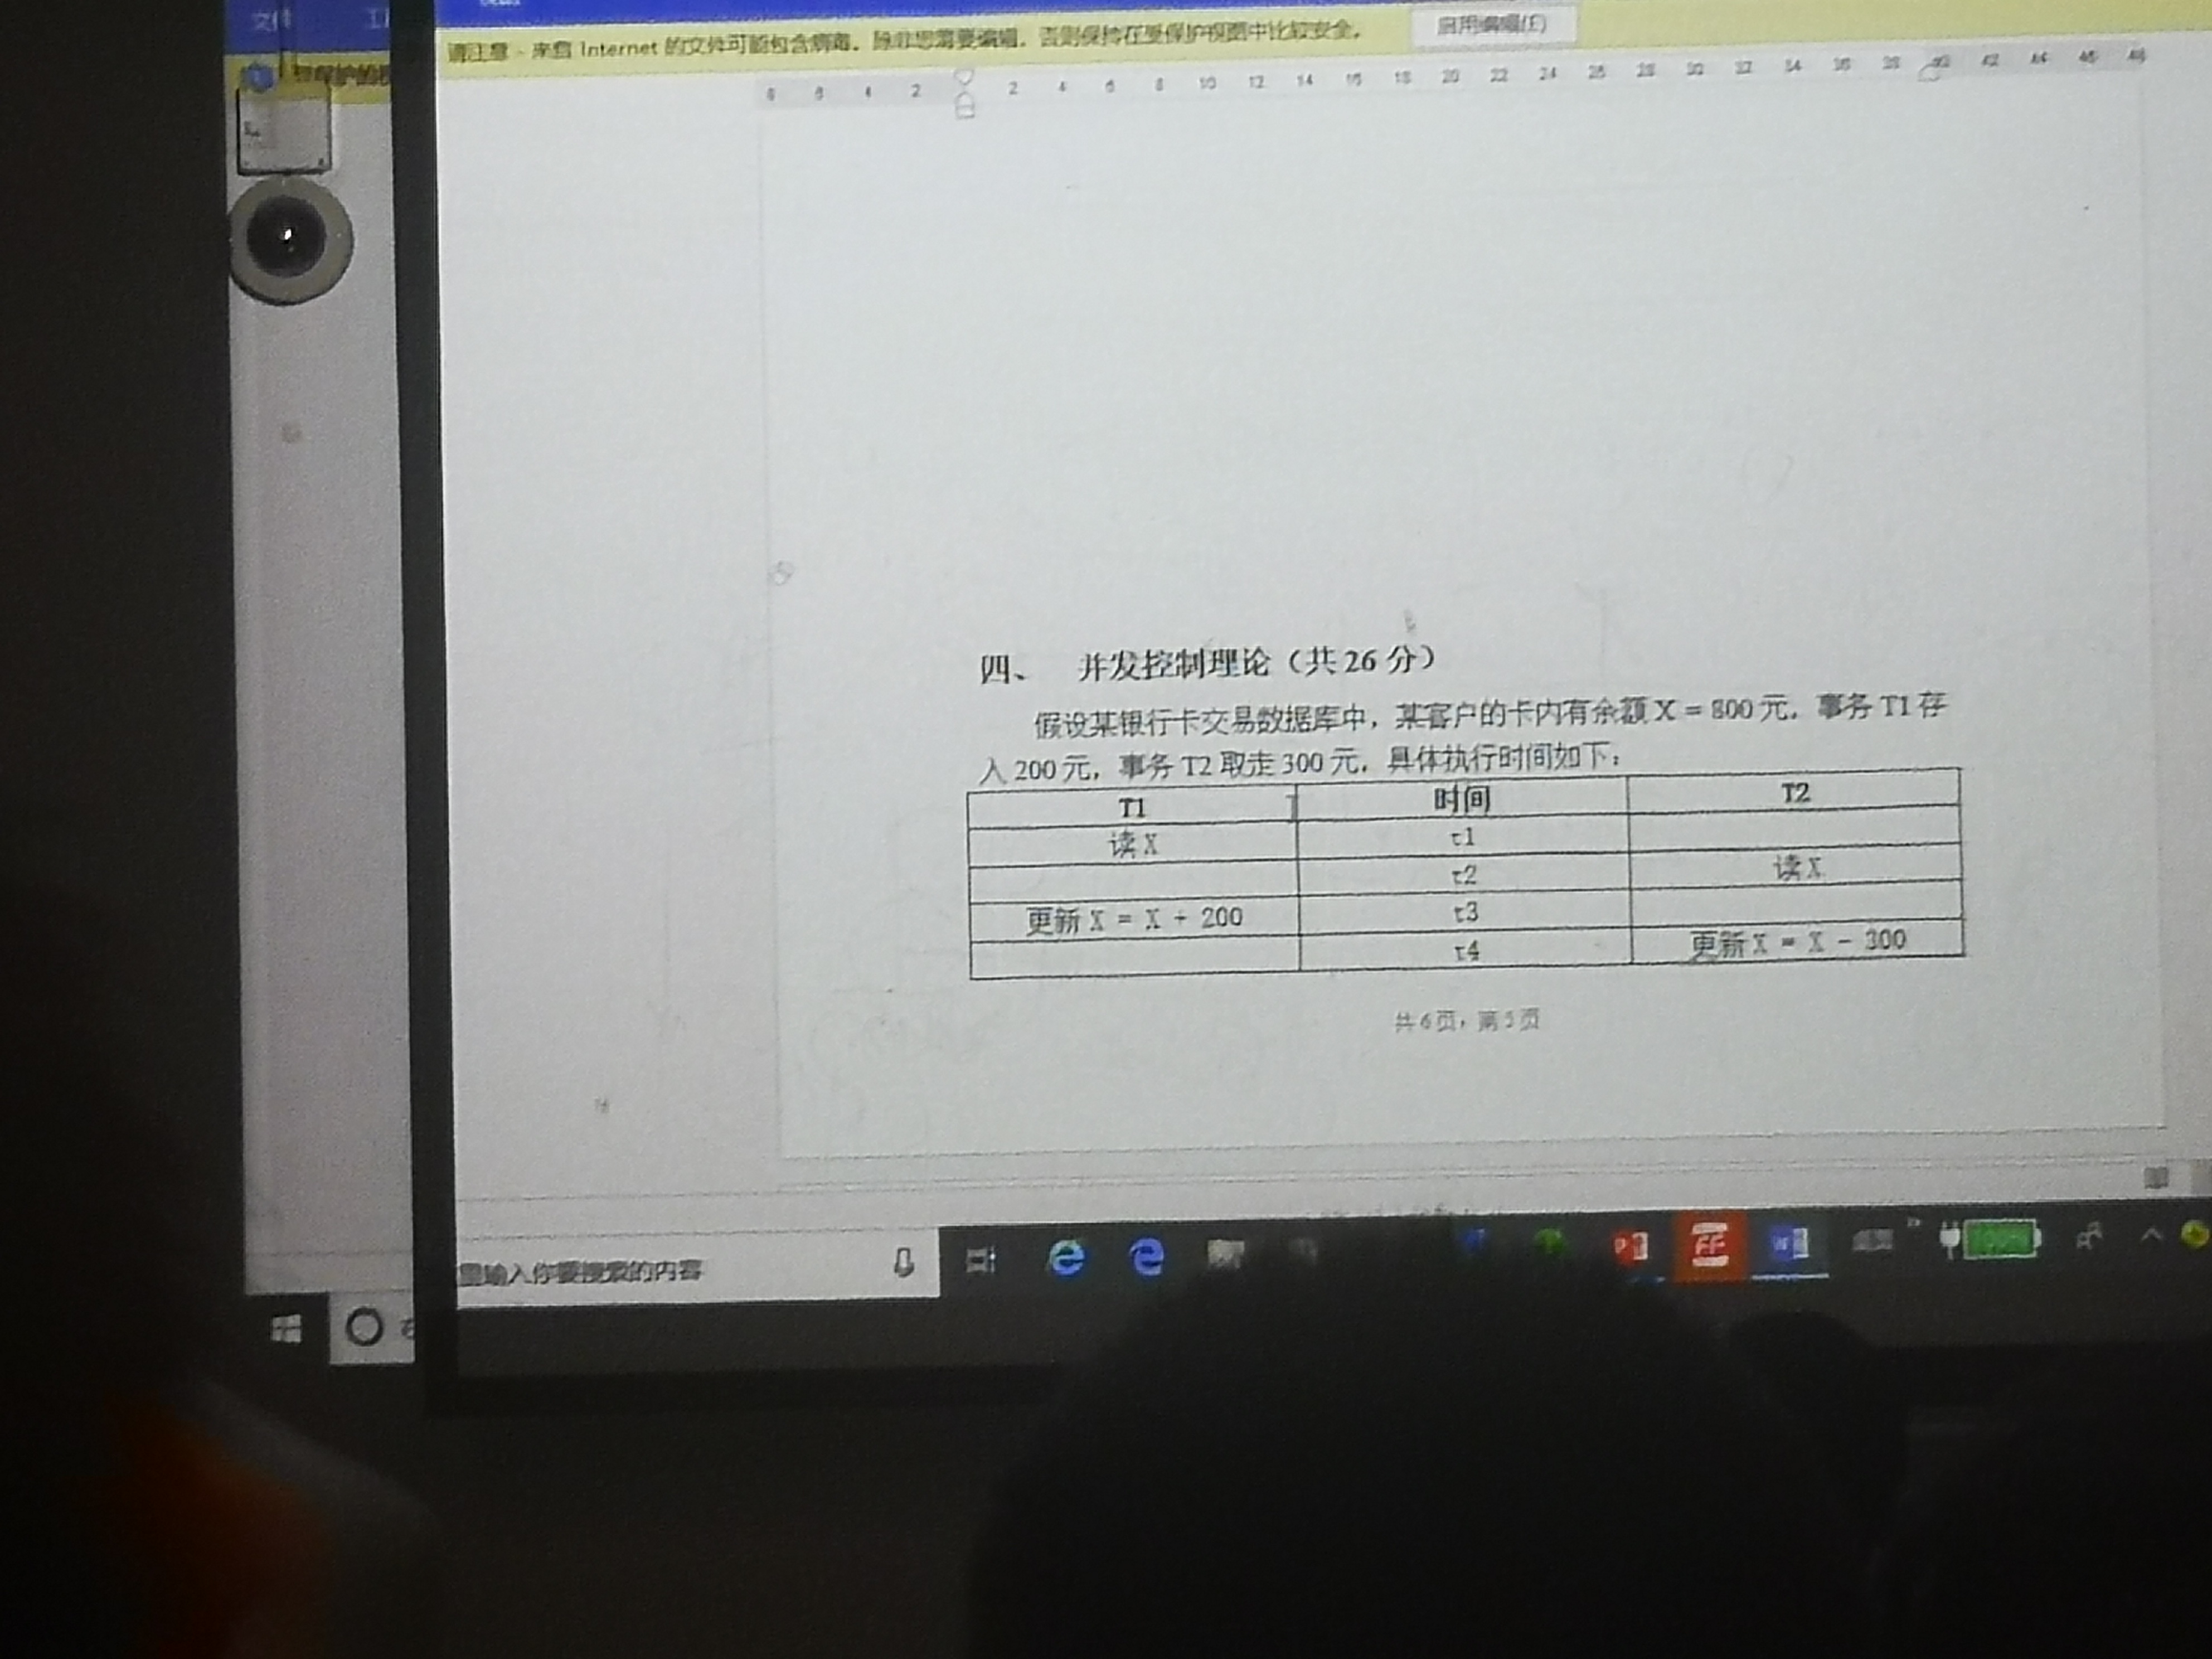 文件
请注意 - 来自 Internet 的文件可能包含病毒。除非您需要编辑，否则保持在受保护视图中比较安全。 启用编辑(E)
8 6 4 2 2 4 6 8 10 12 14 16 18 20 22 24 26 28 30 32 34 36 38 40 42 44 46 48
四、 并发控制理论（共 26 分）
假设某银行卡交易数据库中，某客户的卡内有余额 X = 800 元，事务 T1 存
入 200 元，事务 T2 取走 300 元，具体执行时间如下：
T1 时间 T2
读 X t1
t2 读 X
更新 X = X + 200 t3
t4 更新 X = X - 300
共 6 页，第 5 页
里输入你要搜索的内容